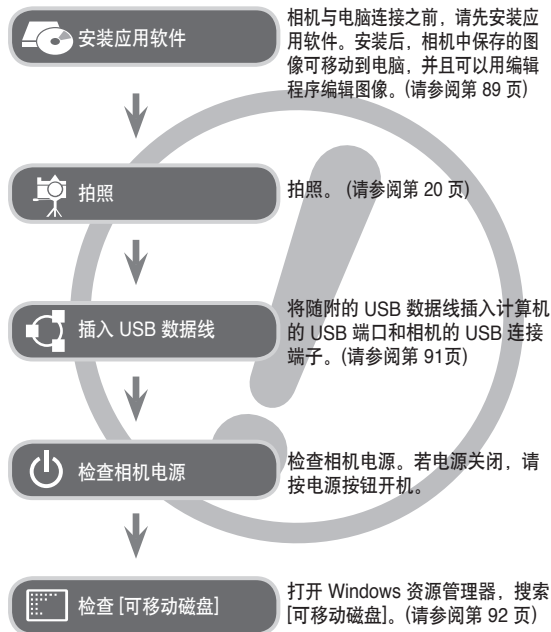 安装应用软件
相机与电脑连接之前，请先安装应
用软件。安装后，相机中保存的图
像可移动到电脑，并且可以用编辑
程序编辑图像。(请参阅第 89 页)
拍照
拍照。 (请参阅第 20 页)
插入 USB 数据线
将随附的 USB 数据线插入计算机
的 USB 端口和相机的 USB 连接
端子。(请参阅第 91页)
检查相机电源
检查相机电源。若电源关闭，请
按电源按钮开机。
检查 [可移动磁盘]
打开 Windows 资源管理器，搜索
[可移动磁盘]。(请参阅第 92 页)